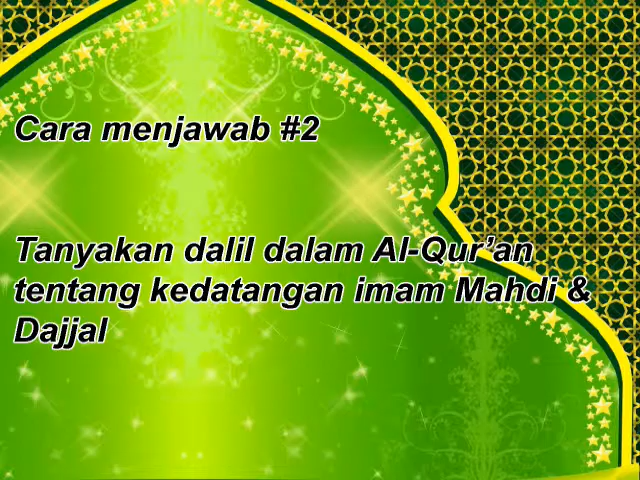 Cara menjawab #2
Tanyakan dalil dalam Al-Qur’an
tentang kedatangan imam Mahdi &
Dajjal